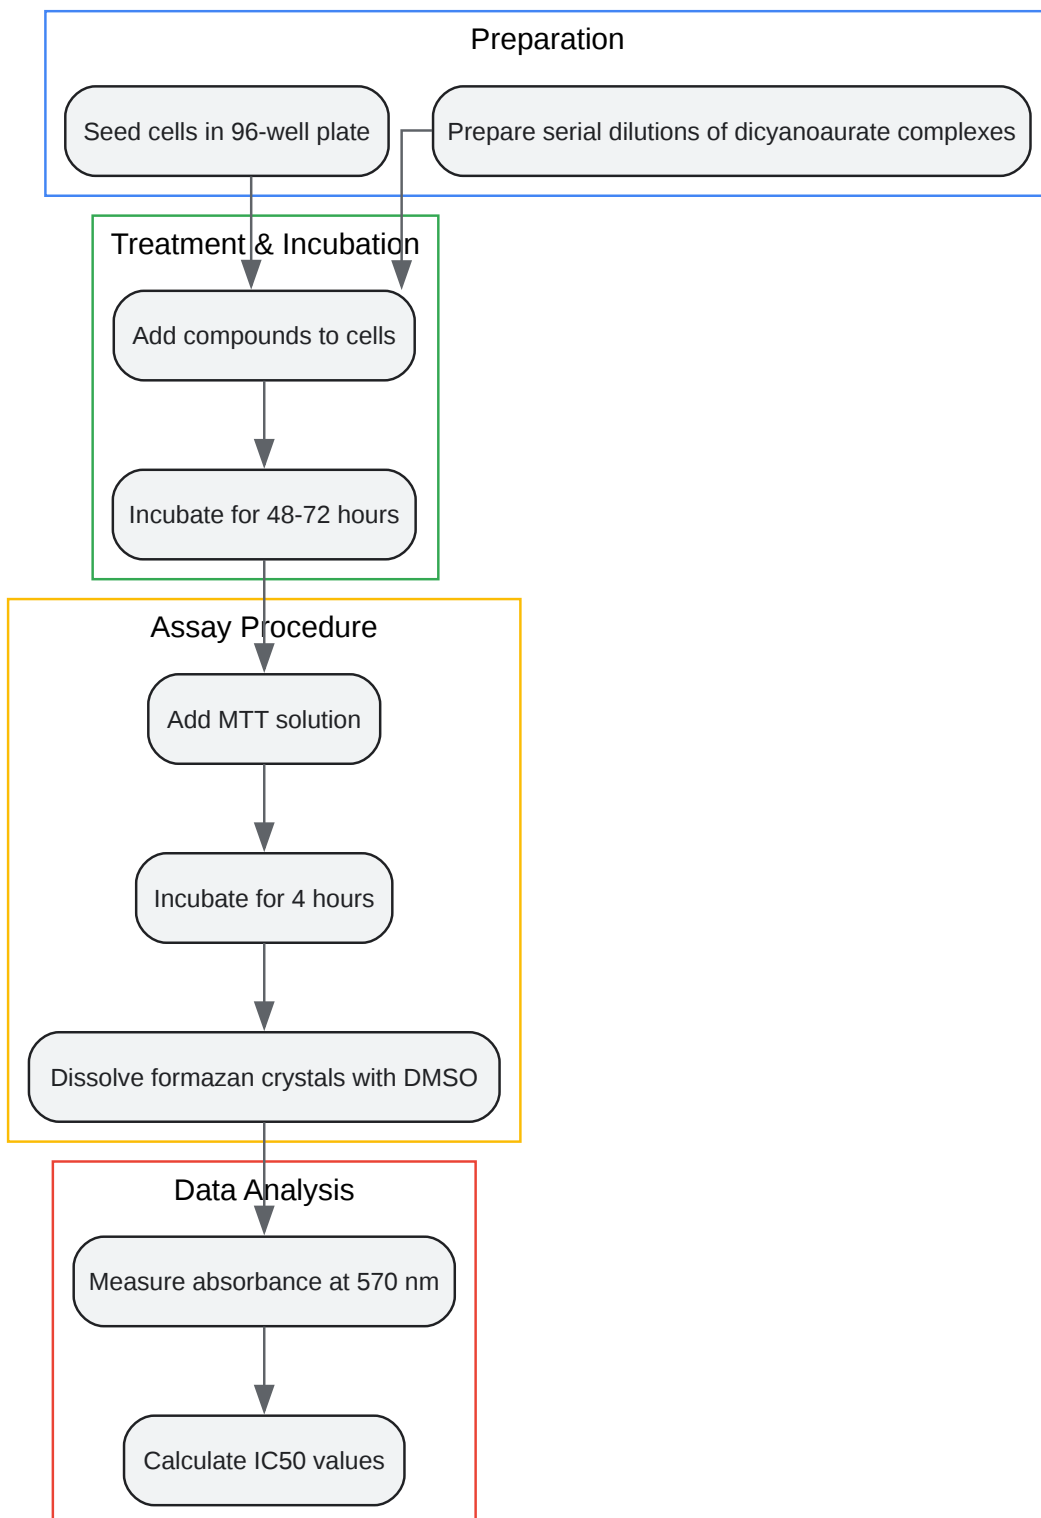 Preparation
Seed cells in 96-well plate
Prepare serial dilutions of dicyanoaurate complexes
Treatment & Incubation
Add compounds to cells
Incubate for 48-72 hours
Assay Procedure
Add MTT solution
Incubate for 4 hours
Dissolve formazan crystals with DMSO
Data Analysis
Measure absorbance at 570 nm
Calculate IC50 values